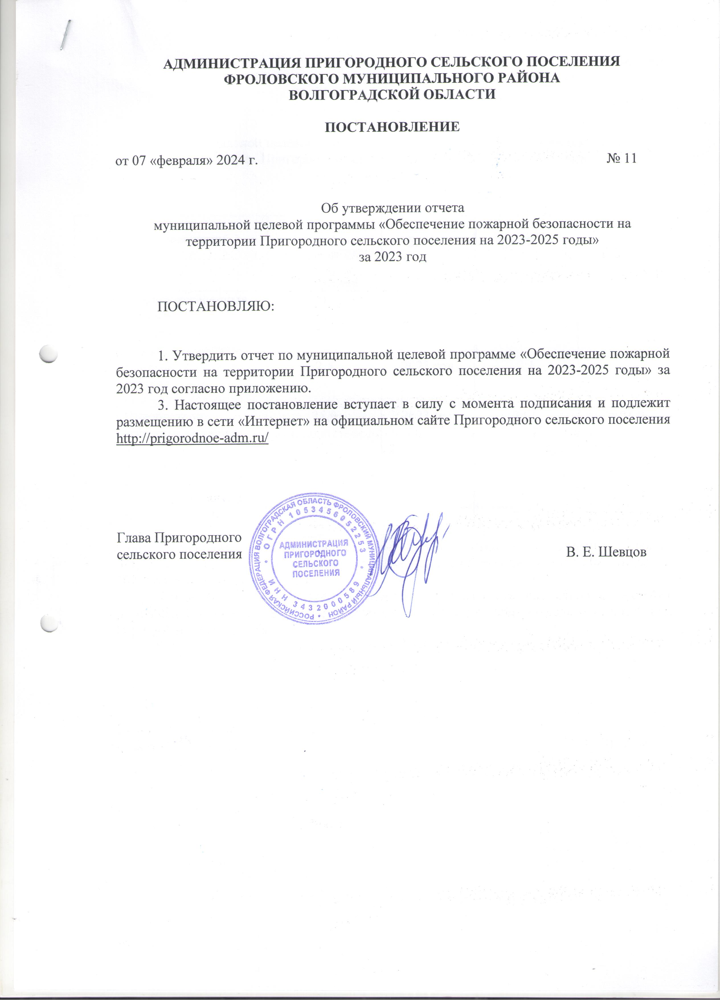 АДМИНИСТРАЦИЯ ПРИГОРОДНОГО СЕЛЬСКОГО ПОСЕЛЕНИЯ
ФРОЛОВСКОГО МУНИЦИПАЛЬНОГО РАЙОНА
ВОЛГОГРАДСКОЙ ОБЛАСТИ
ПОСТАНОВЛЕНИЕ
от 07 «февраля» 2024 г. № 11
Об утверждении отчета
муниципальной целевой программы «Обеспечение пожарной безопасности на
территории Пригородного сельского поселения на 2023-2025 годы»
за 2023 год
ПОСТАНОВЛЯЮ:
1. Утвердить отчет по муниципальной целевой программе «Обеспечение пожарной
безопасности на территории Пригородного сельского поселения на 2023-2025 годы» за
2023 год согласно приложению.
3. Настоящее постановление вступает в силу с момента подписания и подлежит
размещению в сети «Интернет» на официальном сайте Пригородного сельского поселения
http://prigorodnoe-adm.ru/
Глава Пригородного
сельского поселения В. Е. Шевцов
РОССИЙСКАЯ ФЕДЕРАЦИЯ ВОЛГОГРАДСКАЯ ОБЛАСТЬ ФРОЛОВСКИЙ МУНИЦИПАЛЬНЫЙ РАЙОН
ОГРН 1053456052253
ИНН 3432000589
АДМИНИСТРАЦИЯ
ПРИГОРОДНОГО
СЕЛЬСКОГО
ПОСЕЛЕНИЯ